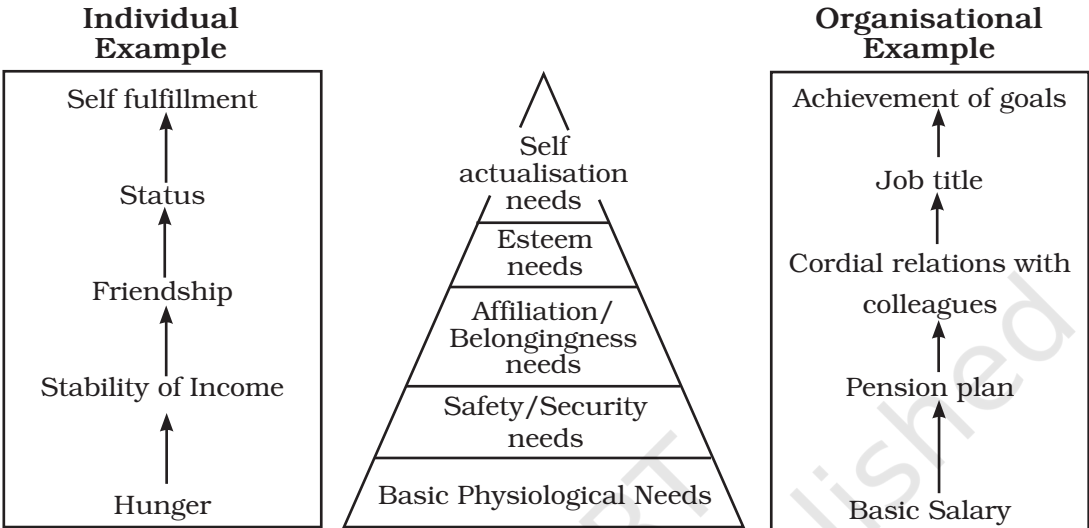 Individual
Example
Self fulfillment
Status
Friendship
Stability of Income
Hunger
Self
actualisation
needs
Esteem
needs
Affiliation/
Belongingness
needs
Safety/Security
needs
Basic Physiological Needs
Organisational
Example
Achievement of goals
Job title
Cordial relations with
colleagues
Pension plan
Basic Salary